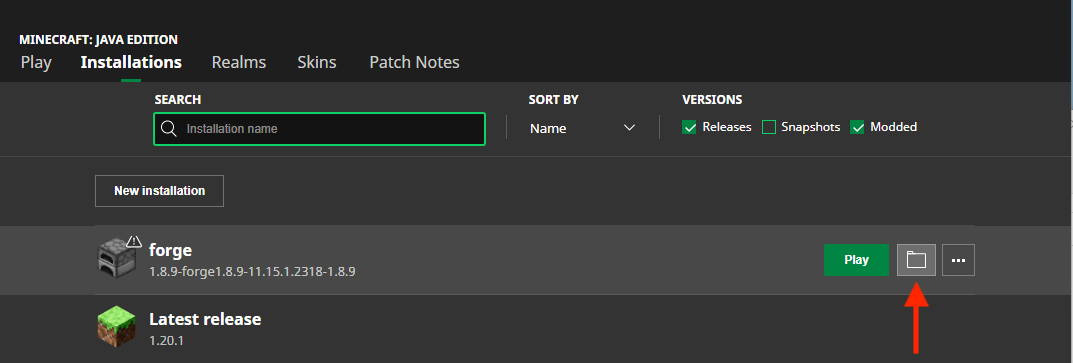 MINECRAFT: JAVA EDITION
Play Installations Realms Skins Patch Notes
SEARCH SORT BY VERSIONS
Installation name Name Releases Snapshots Modded
New installation
forge
1.8.9-forge1.8.9-11.15.1.2318-1.8.9
Play
Latest release
1.20.1